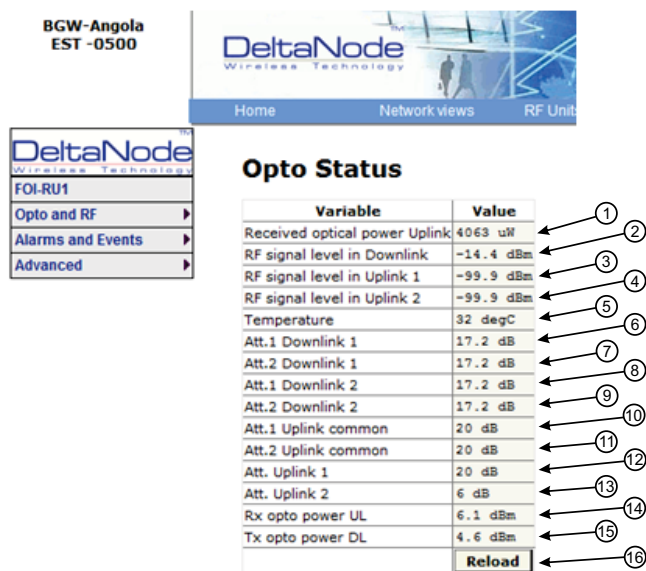 BGW-Angola
EST -0500
DeltaNode TM
Wireless Technology
Home Network views RF Units
DeltaNode TM
Wireless Technology
FOI-RU1
Opto and RF
Alarms and Events
Advanced
Opto Status
Variable Value
Received optical power Uplink 4063 uW 1
RF signal level in Downlink -14.4 dBm 2
RF signal level in Uplink 1 -99.9 dBm 3
RF signal level in Uplink 2 -99.9 dBm 4
Temperature 32 degC 5
Att.1 Downlink 1 17.2 dB 6
Att.2 Downlink 1 17.2 dB 7
Att.1 Downlink 2 17.2 dB 8
Att.2 Downlink 2 17.2 dB 9
Att.1 Uplink common 20 dB 10
Att.2 Uplink common 20 dB 11
Att. Uplink 1 20 dB 12
Att. Uplink 2 6 dB 13
Rx opto power UL 6.1 dBm 14
Tx opto power DL 4.6 dBm 15
Reload 16